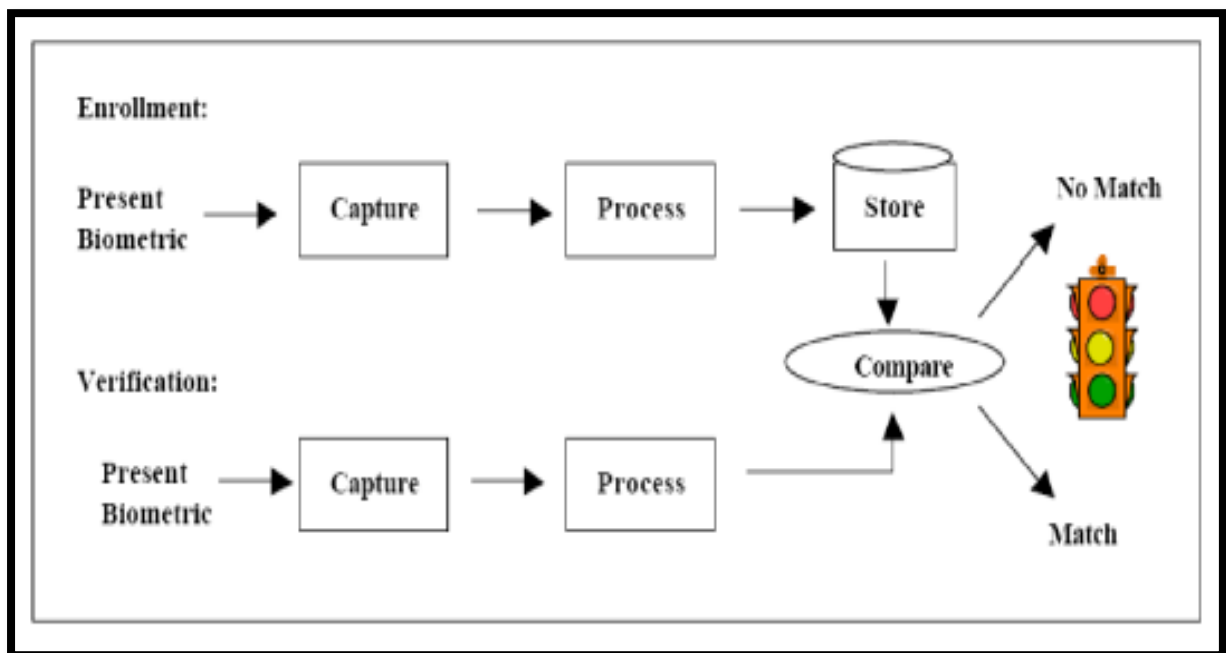 Enrollment:
Present
Biometric
Capture
Process
Store
No Match
Compare
Verification:
Present
Biometric
Capture
Process
Match